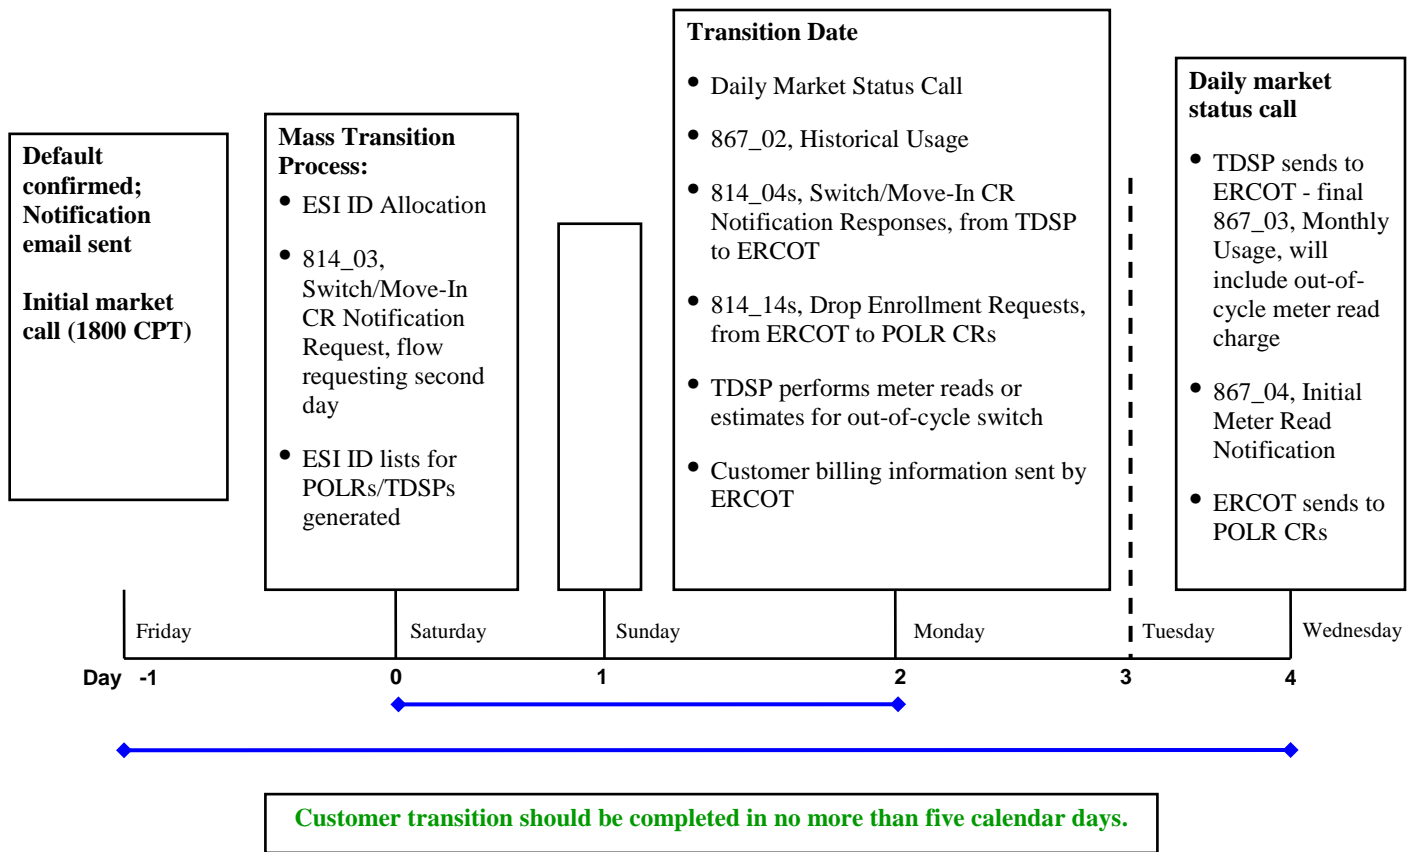 Default
confirmed;
Notification
email sent
Initial market
call (1800 CPT)
Mass Transition
Process:
• ESI ID Allocation
• 814_03,
Switch/Move-In
CR Notification
Request, flow
requesting second
day
• ESI ID lists for
POLRs/TDSPs
generated
Transition Date
• Daily Market Status Call
• 867_02, Historical Usage
• 814_04s, Switch/Move-In CR
Notification Responses, from TDSP
to ERCOT
• 814_14s, Drop Enrollment Requests,
from ERCOT to POLR CRs
• TDSP performs meter reads or
estimates for out-of-cycle switch
• Customer billing information sent by
ERCOT
Daily market
status call
• TDSP sends to
ERCOT - final
867_03, Monthly
Usage, will
include out-of-
cycle meter read
charge
• 867_04, Initial
Meter Read
Notification
• ERCOT sends to
POLR CRs
Friday Saturday Sunday Monday Tuesday Wednesday
Day -1 0 1 2 3 4
Customer transition should be completed in no more than five calendar days.